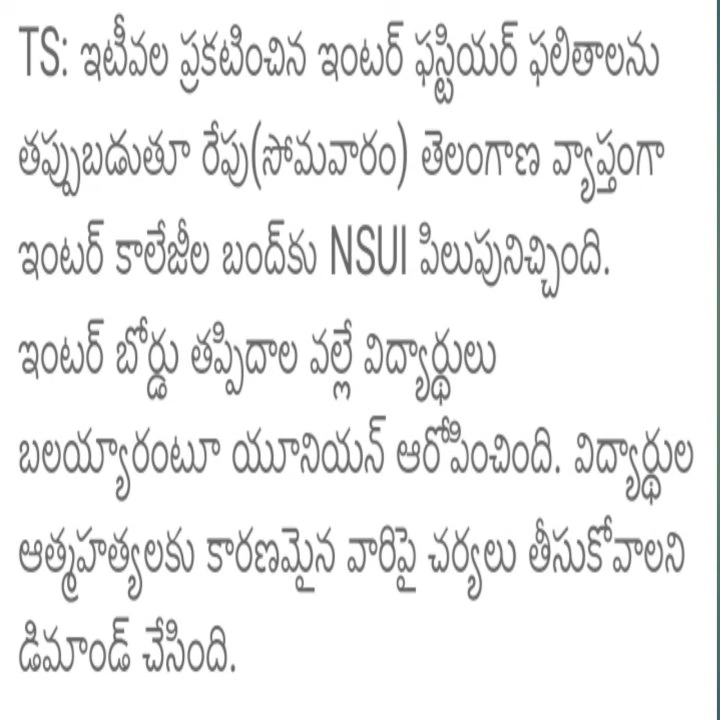 TS: ఇటీవల ప్రకటించిన ఇంటర్ ఫస్టియర్ ఫలితాలను
తప్పుబడుతూ రేపు(సోమవారం) తెలంగాణ వ్యాప్తంగా
ఇంటర్ కాలేజీల బంద్‌కు NSUI పిలుపునిచ్చింది.
ఇంటర్ బోర్డు తప్పిదాల వల్లే విద్యార్థులు
బలయ్యారంటూ యూనియన్ ఆరోపించింది. విద్యార్థుల
ఆత్మహత్యలకు కారణమైన వారిపై చర్యలు తీసుకోవాలని
డిమాండ్ చేసింది.